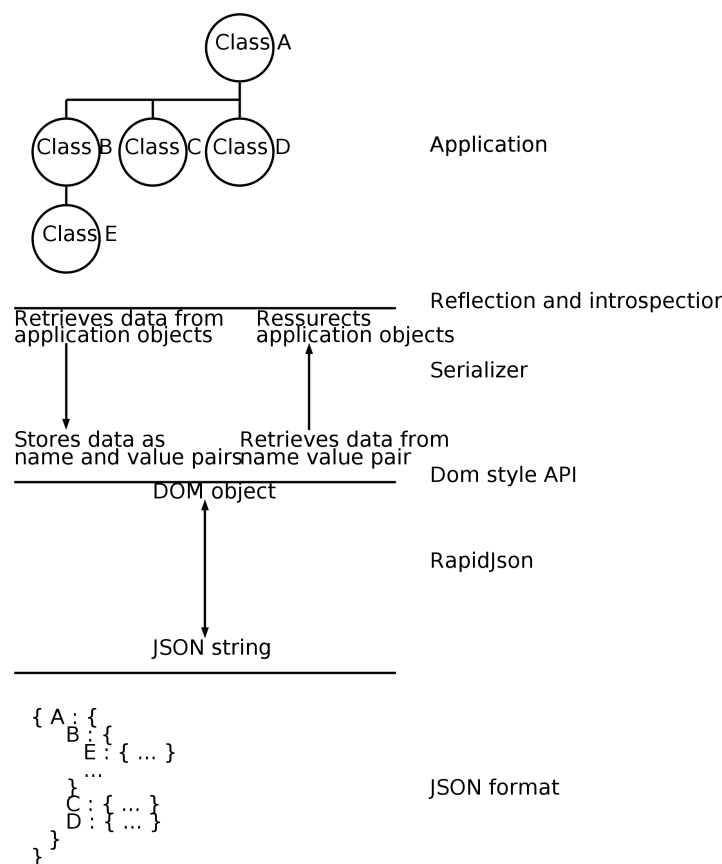 Class A
Class B
Class C
Class D
Application
Class E
Reflection and introspection
Retrieves data from
application objects
Ressurects
application objects
Serializer
Stores data as
name and value pairs
Retrieves data from
name value pair
Dom style API
DOM object
RapidJson
JSON string
{ A : {
B : {
E : { ... }
...
}
C : { ... }
D : { ... }
}
}
JSON format